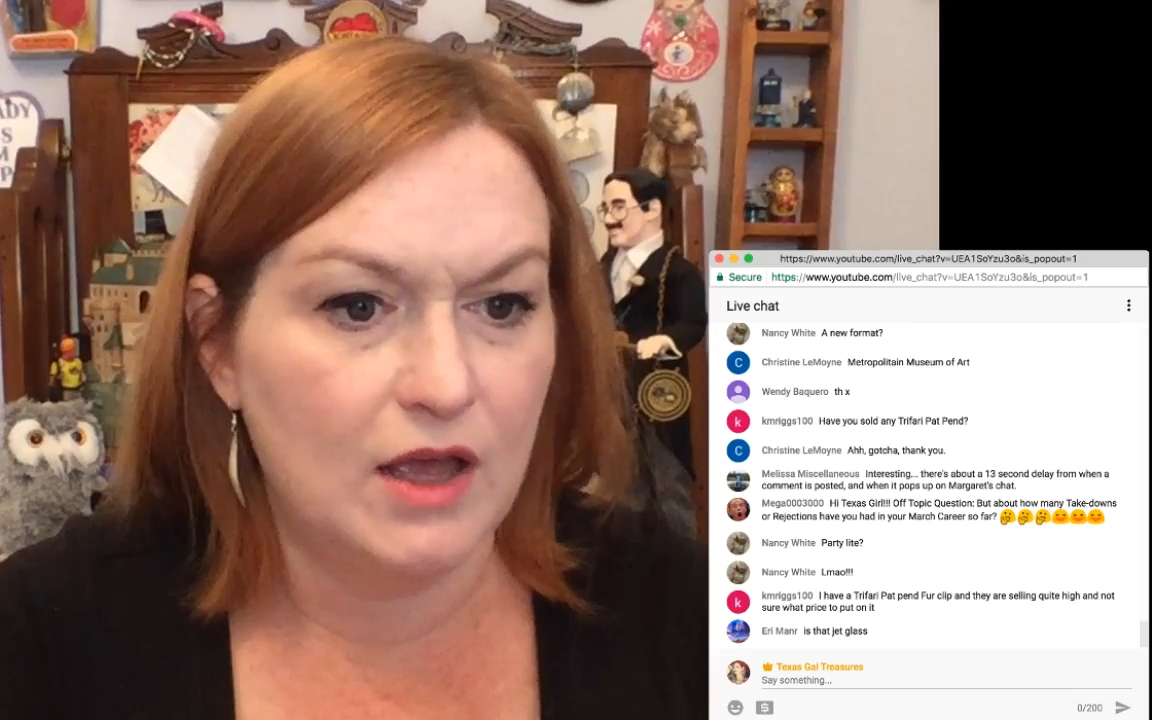 ADY
S
M
P
https://www.youtube.com/live_chat?v=UEA1SoYzu3o&is_popout=1
Secure https://www.youtube.com/live_chat?v=UEA1SoYzu3o&is_popout=1
Live chat
Nancy White A new format?
Christine LeMoyne Metropolitain Museum of Art
Wendy Baquero th x
kmriggs100 Have you sold any Trifari Pat Pend?
Christine LeMoyne Ahh, gotcha, thank you.
Melissa Miscellaneous Interesting... there's about a 13 second delay from when a
comment is posted, and when it pops up on Margaret's chat.
Mega0003000 Hi Texas Girl!!! Off Topic Question: But about how many Take-downs
or Rejections have you had in your March Career so far? 🤔🤔🤔😊😊😊
Nancy White Party lite?
Nancy White Lmao!!!
kmriggs100 I have a Trifari Pat pend Fur clip and they are selling quite high and not
sure what price to put on it
Eri Manr is that jet glass
Texas Gal Treasures
Say something...
0/200